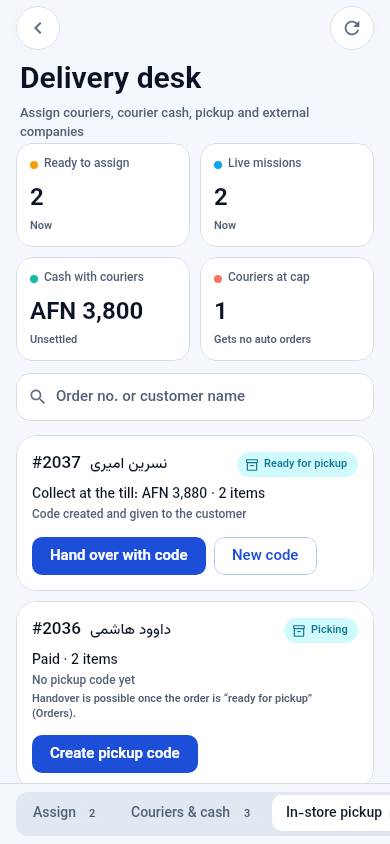 Delivery desk
Assign couriers, courier cash, pickup and external
companies
Ready to assign
2
Now
Live missions
2
Now
Cash with couriers
AFN 3,800
Unsettled
Couriers at cap
1
Gets no auto orders
Order no. or customer name
#2037 نسرین امیری
Ready for pickup
Collect at the till: AFN 3,880 · 2 items
Code created and given to the customer
Hand over with code
New code
#2036 داوود هاشمی
Picking
Paid · 2 items
No pickup code yet
Handover is possible once the order is “ready for pickup”
(Orders).
Create pickup code
Assign 2
Couriers & cash 3
In-store pickup